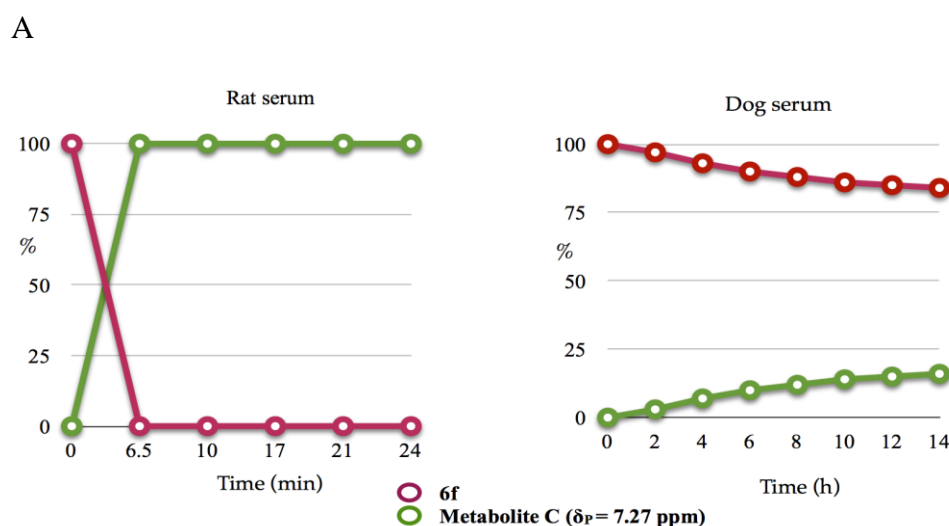 A
Rat serum
100
75
%
50
25
0
0 6.5 10 17 21 24
Time (min)
Dog serum
100
75
%
50
25
0
0 2 4 6 8 10 12 14
Time (h)
6f
Metabolite C (δP = 7.27 ppm)